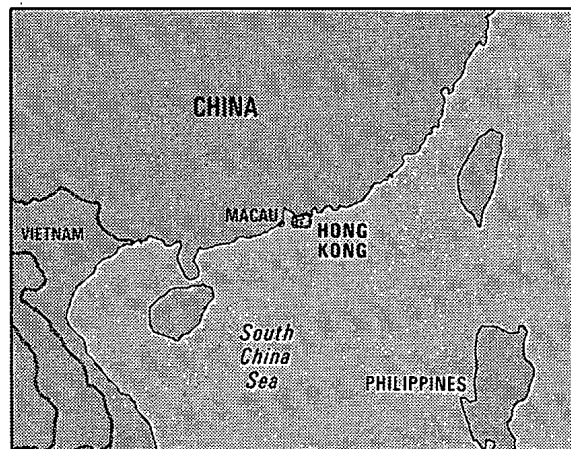 CHINA
MACAU
HONG
KONG
VIETNAM
South
China
Sea
PHILIPPINES